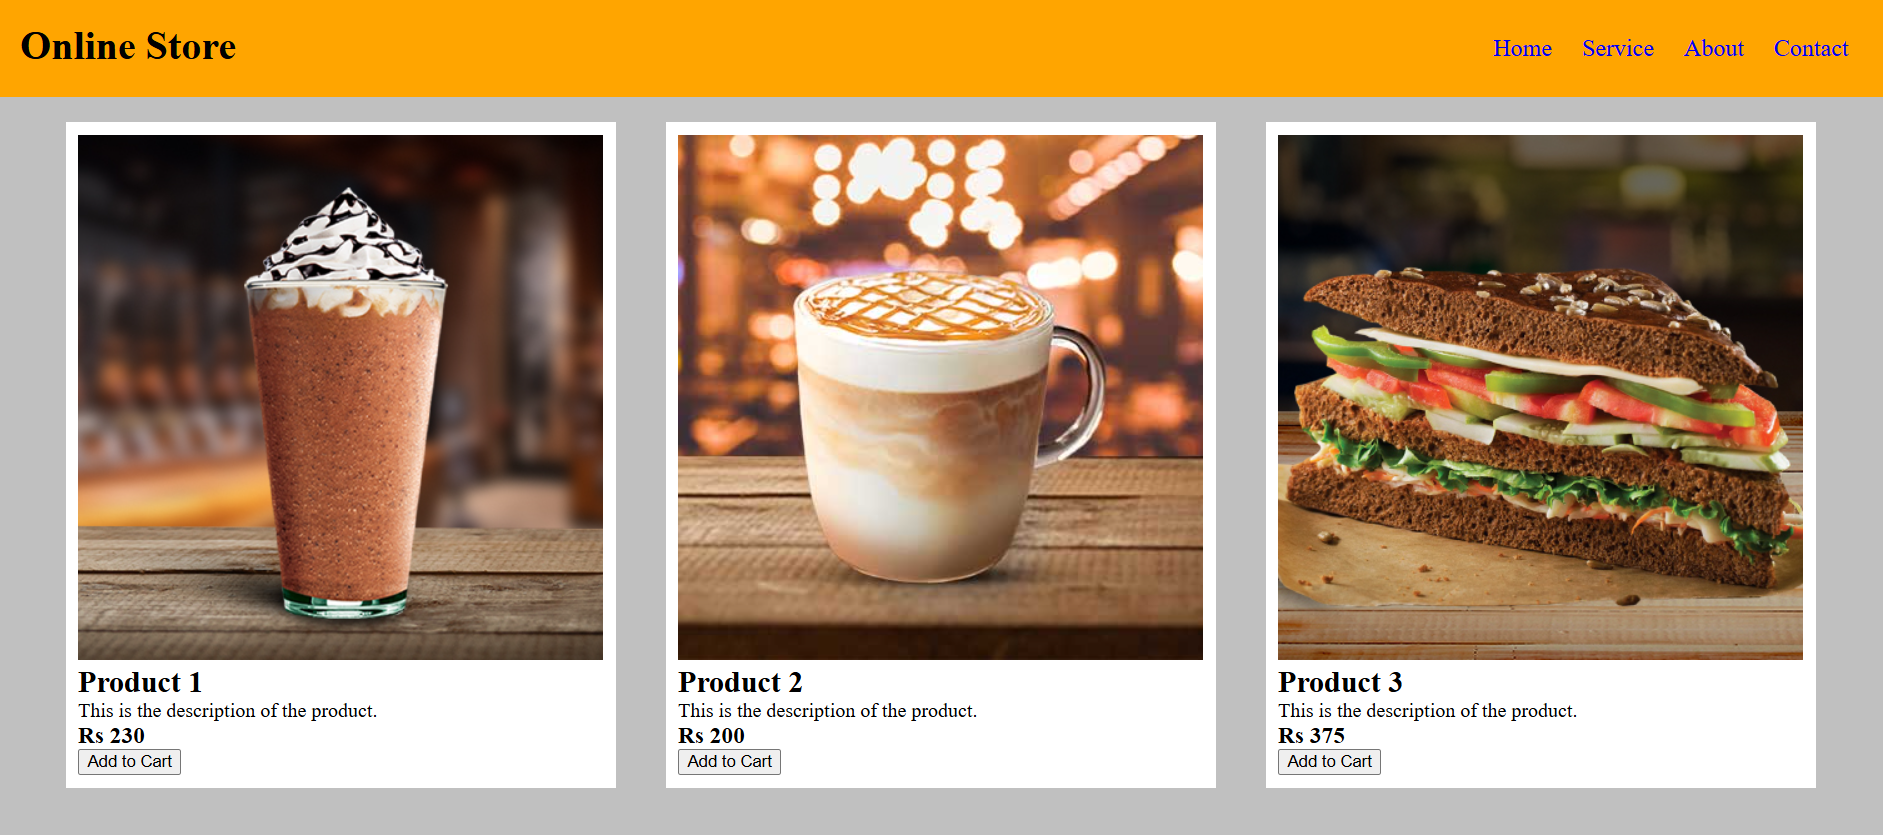 Online Store
Home Service About Contact
Product 1
This is the description of the product.
Rs 230
Add to Cart
Product 2
This is the description of the product.
Rs 200
Add to Cart
Product 3
This is the description of the product.
Rs 375
Add to Cart